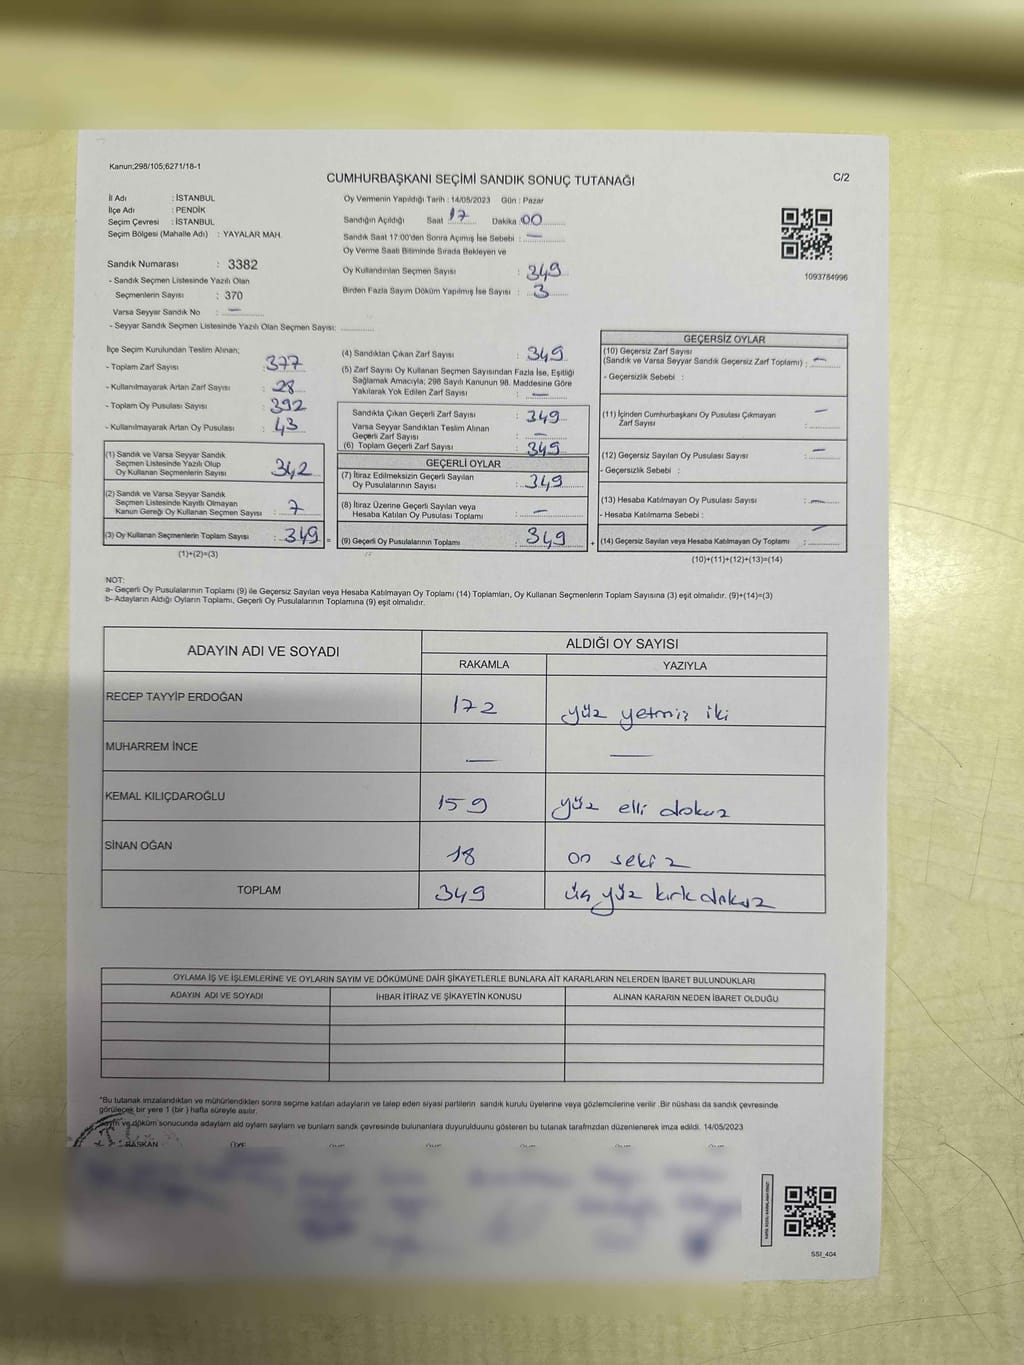 Kanun;298/105;6271/18-1
CUMHURBAŞKANI SEÇİMİ SANDIK SONUÇ TUTANAĞI
C/2
İl Adı : İSTANBUL
İlçe Adı : PENDİK
Seçim Çevresi : İSTANBUL
Seçim Bölgesi (Mahalle Adı) : YAYALAR MAH.
Sandık Numarası : 3382
- Sandık Seçmen Listesinde Yazılı Olan
Seçmenlerin Sayısı : 370
Varsa Seyyar Sandık No : —
- Seyyar Sandık Seçmen Listesinde Yazılı Olan Seçmen Sayısı: ............
Oy Vermenin Yapıldığı Tarih : 14/05/2023 Gün : Pazar
Sandığın Açıldığı Saat 17 Dakika 00
Sandık Saat 17:00'den Sonra Açımış İse Sebebi : —
Oy Verme Saati Bitiminde Sırada Bekleyen ve
Oy Kullandırılan Seçmen Sayısı : 349
Birden Fazla Sayım Döküm Yapılmış İse Sayısı : 3
1093784996
İlçe Seçim Kurulundan Teslim Alınan;
- Toplam Zarf Sayısı : 377
- Kullanılmayarak Artan Zarf Sayısı : 28
- Toplam Oy Pusulası Sayısı : 392
- Kullanılmayarak Artan Oy Pusulası : 43
(1) Sandık ve Varsa Seyyar Sandık
Seçmen Listesinde Yazılı Olup
Oy Kullanan Seçmenlerin Sayısı : 342
(2) Sandık ve Varsa Seyyar Sandık
Seçmen Listesinde Kayıtlı Olmayan
Kanun Gereği Oy Kullanan Seçmen Sayısı : 7
(3) Oy Kullanan Seçmenlerin Toplam Sayısı : 349 =
(1)+(2)=(3)
(4) Sandıktan Çıkan Zarf Sayısı : 349
(5) Zarf Sayısı Oy Kullanan Seçmen Sayısından Fazla İse, Eşitliği
Sağlamak Amacıyla; 298 Sayılı Kanunun 98. Maddesine Göre
Yakılarak Yok Edilen Zarf Sayısı : —
Sandıkta Çıkan Geçerli Zarf Sayısı : 349
Varsa Seyyar Sandıktan Teslim Alınan
Geçerli Zarf Sayısı : —
(6) Toplam Geçerli Zarf Sayısı : 349
GEÇERLİ OYLAR
(7) İtiraz Edilmeksizin Geçerli Sayılan
Oy Pusulalarının Sayısı : 349
(8) İtiraz Üzerine Geçerli Sayılan veya
Hesaba Katılan Oy Pusulası Toplamı : —
(9) Geçerli Oy Pusulalarının Toplamı : 349 +
GEÇERSİZ OYLAR
(10) Geçersiz Zarf Sayısı
(Sandık ve Varsa Seyyar Sandık Geçersiz Zarf Toplamı) : —
- Geçersizlik Sebebi :
(11) İçinden Cumhurbaşkanı Oy Pusulası Çıkmayan
Zarf Sayısı : —
(12) Geçersiz Sayılan Oy Pusulası Sayısı : —
- Geçersizlik Sebebi :
(13) Hesaba Katılmayan Oy Pusulası Sayısı : —
- Hesaba Katılmama Sebebi :
(14) Geçersiz Sayılan veya Hesaba Katılmayan Oy Toplamı : —
(10)+(11)+(12)+(13)=(14)
NOT:
a- Geçerli Oy Pusulalarının Toplamı (9) ile Geçersiz Sayılan veya Hesaba Katılmayan Oy Toplamı (14) Toplamları, Oy Kullanan Seçmenlerin Toplam Sayısına (3) eşit olmalıdır. (9)+(14)=(3)
b- Adayların Aldığı Oyların Toplamı, Geçerli Oy Pusulalarının Toplamına (9) eşit olmalıdır.
ADAYIN ADI VE SOYADI
ALDIĞI OY SAYISI
RAKAMLA YAZIYLA
RECEP TAYYİP ERDOĞAN 172 yüz yetmiş iki
MUHARREM İNCE — —
KEMAL KILIÇDAROĞLU 159 yüz elli dokuz
SİNAN OĞAN 18 on sekiz
TOPLAM 349 üç yüz kırk dokuz
OYLAMA İŞ VE İŞLEMLERİNE VE OYLARIN SAYIM VE DÖKÜMÜNE DAİR ŞİKAYETLERLE BUNLARA AİT KARARLARIN NELERDEN İBARET BULUNDUKLARI
ADAYIN ADI VE SOYADI İHBAR İTİRAZ VE ŞİKAYETİN KONUSU ALINAN KARARIN NEDEN İBARET OLDUĞU
"Bu tutanak imzalandıktan ve mühürlendikten sonra seçime katılan adayların ve talep eden siyasi partilerin sandık kurulu üyelerine veya gözlemcilerine verilir .Bir nüshası da sandık çevresinde
görülecek bir yere 1 (bir ) hafta süreyle asılır.
ve döküm sonucunda adayların ald oyların sayları ve bunların sandık çevresinde bulunanlara duyurulduunu gösteren bu tutanak tarafmzdan düzenlenerek imza edildi. 14/05/2023
BAŞKAN
SSI_404